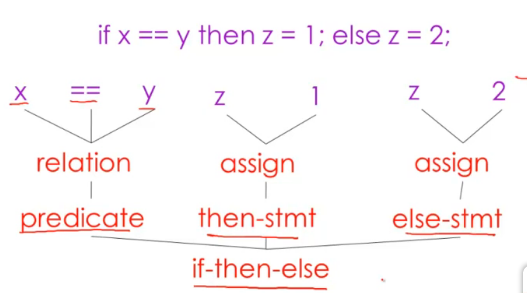 if x == y then z = 1; else z = 2;
x == y z 1 z 2
relation assign assign
predicate then-stmt else-stmt
if-then-else